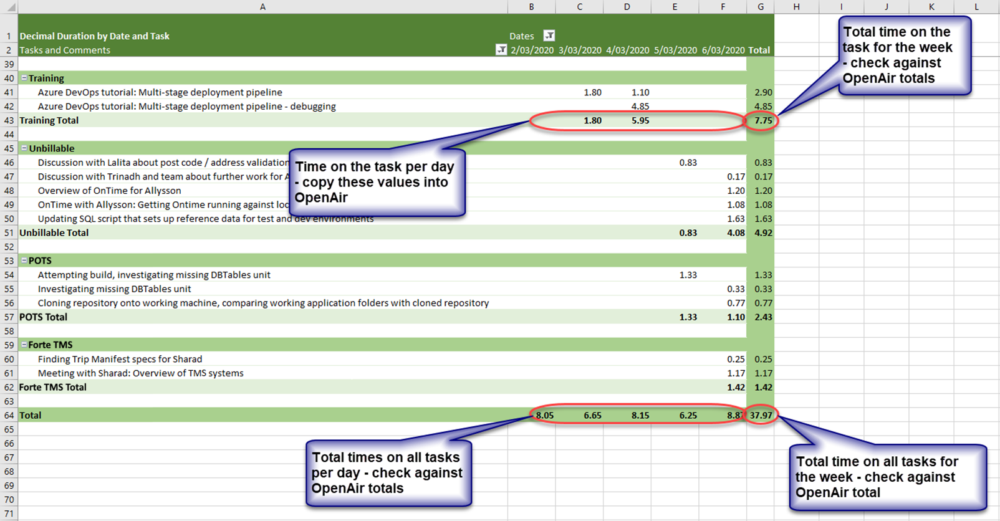 A B C D E F G H I J K L
1 Decimal Duration by Date and Task Dates
2 Tasks and Comments 2/03/2020 3/03/2020 4/03/2020 5/03/2020 6/03/2020 Total
39
40 Training
41 Azure DevOps tutorial: Multi-stage deployment pipeline 1.80 1.10 2.90
42 Azure DevOps tutorial: Multi-stage deployment pipeline - debugging 4.85 4.85
43 Training Total 1.80 5.95 7.75
44
45 Unbillable
46 Discussion with Lalita about post code / address validation 0.83 0.83
47 Discussion with Trinadh and team about further work for A 0.17 0.17
48 Overview of OnTime for Allysson 1.20 1.20
49 OnTime with Allysson: Getting Ontime running against loc 1.08 1.08
50 Updating SQL script that sets up reference data for test and dev environments 1.63 1.63
51 Unbillable Total 0.83 4.08 4.92
52
53 POTS
54 Attempting build, investigating missing DBTables unit 1.33 1.33
55 Investigating missing DBTables unit 0.33 0.33
56 Cloning repository onto working machine, comparing working application folders with cloned repository 0.77 0.77
57 POTS Total 1.33 1.10 2.43
58
59 Forte TMS
60 Finding Trip Manifest specs for Sharad 0.25 0.25
61 Meeting with Sharad: Overview of TMS systems 1.17 1.17
62 Forte TMS Total 1.42 1.42
63
64 Total 8.05 6.65 8.15 6.25 8.87 37.97
65
66
67
68
69
70
71
Total time on the
task for the week
- check against
OpenAir totals
Time on the task per day
- copy these values into
OpenAir
Total times on all tasks
per day - check against
OpenAir totals
Total time on all tasks for
the week - check against
OpenAir total